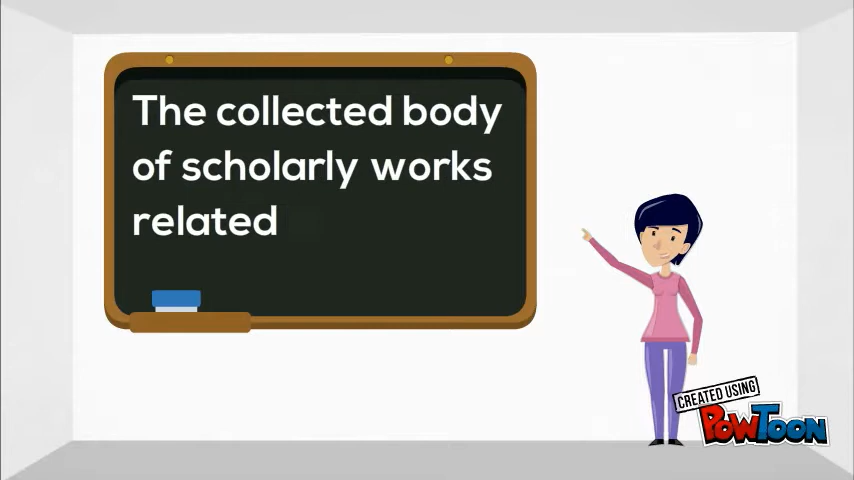 The collected body
of scholarly works
related
CREATED USING
POWTOON